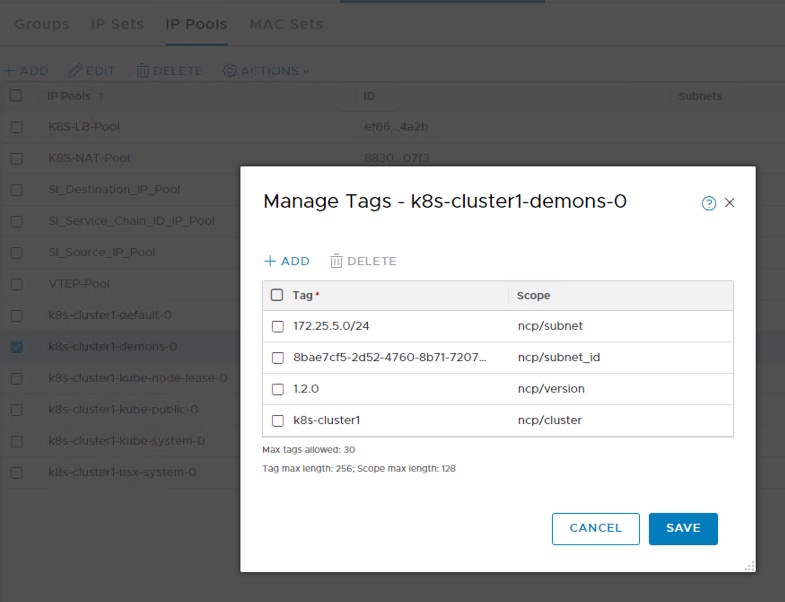 Groups IP Sets IP Pools MAC Sets
+ ADD EDIT DELETE ACTIONS
IP Pools ↑ ID Subnets
K8S-LB-Pool ef66...4a2b
K8S-NAT-Pool 8830...07f3
SI_Destination_IP_Pool
SI_Service_Chain_ID_IP_Pool
SI_Source_IP_Pool
VTEP-Pool
k8s-cluster1-default-0
k8s-cluster1-demons-0
k8s-cluster1-kube-node-lease-0
k8s-cluster1-kube-public-0
k8s-cluster1-kube-system-0
k8s-cluster1-nsx-system-0
Manage Tags - k8s-cluster1-demons-0
+ ADD DELETE
Tag* Scope
172.25.5.0/24 ncp/subnet
8bae7cf5-2d52-4760-8b71-7207... ncp/subnet_id
1.2.0 ncp/version
k8s-cluster1 ncp/cluster
Max tags allowed: 30
Tag max length: 256; Scope max length: 128
CANCEL SAVE